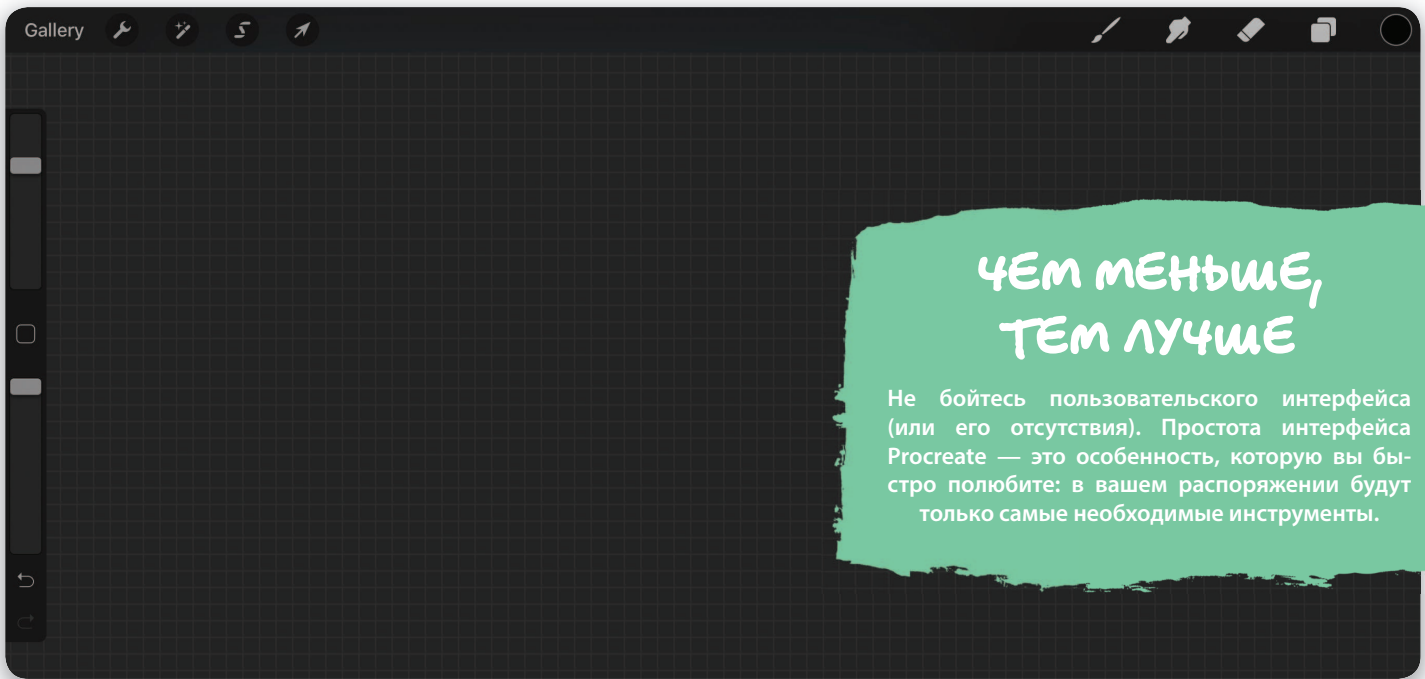 Gallery
ЧЕМ МЕНЬШЕ,
ТЕМ ЛУЧШЕ
Не бойтесь пользовательского интерфейса
(или его отсутствия). Простота интерфейса
Procreate — это особенность, которую вы бы-
стро полюбите: в вашем распоряжении будут
только самые необходимые инструменты.